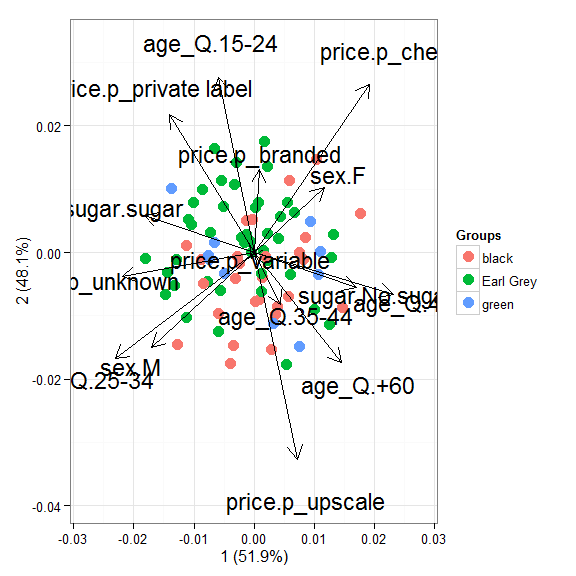 age_Q.15-24
price.p_che
ice.p_private label
0.02
price.p_branded
sex.F
sugar.sugar
Groups
black
Earl Grey
green
2 (48.1%)
0.00
price.p_variable
p_unknown
sugar.No.suga
age_Q.4
age_Q.35-44
sex.M
Q.25-34
age_Q.+60
-0.02
price.p_upscale
-0.04
-0.03
-0.02
-0.01
0.00
0.01
0.02
0.03
1 (51.9%)